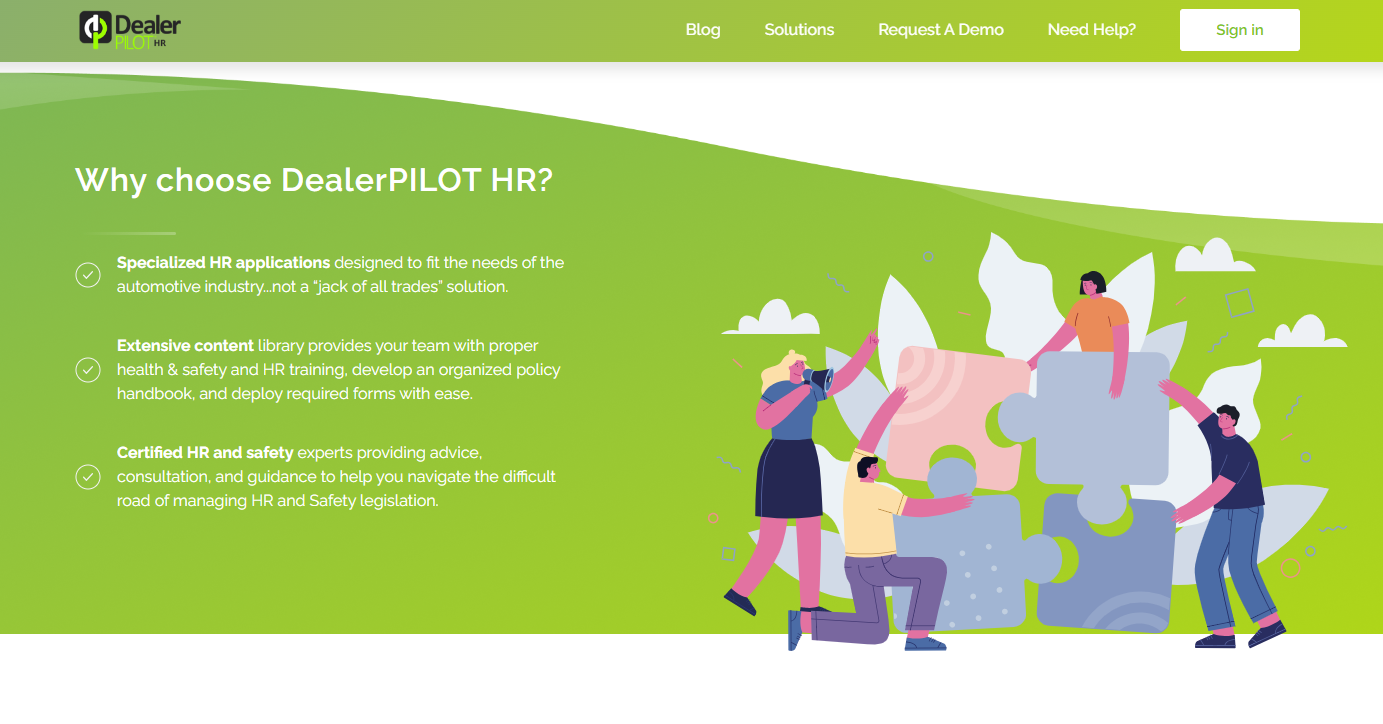 Dealer
PILOT HR
Blog
Solutions
Request A Demo
Need Help?
Sign in
Why choose DealerPILOT HR?
Specialized HR applications designed to fit the needs of the
automotive industry...not a “jack of all trades” solution.
Extensive content library provides your team with proper
health & safety and HR training, develop an organized policy
handbook, and deploy required forms with ease.
Certified HR and safety experts providing advice,
consultation, and guidance to help you navigate the difficult
road of managing HR and Safety legislation.